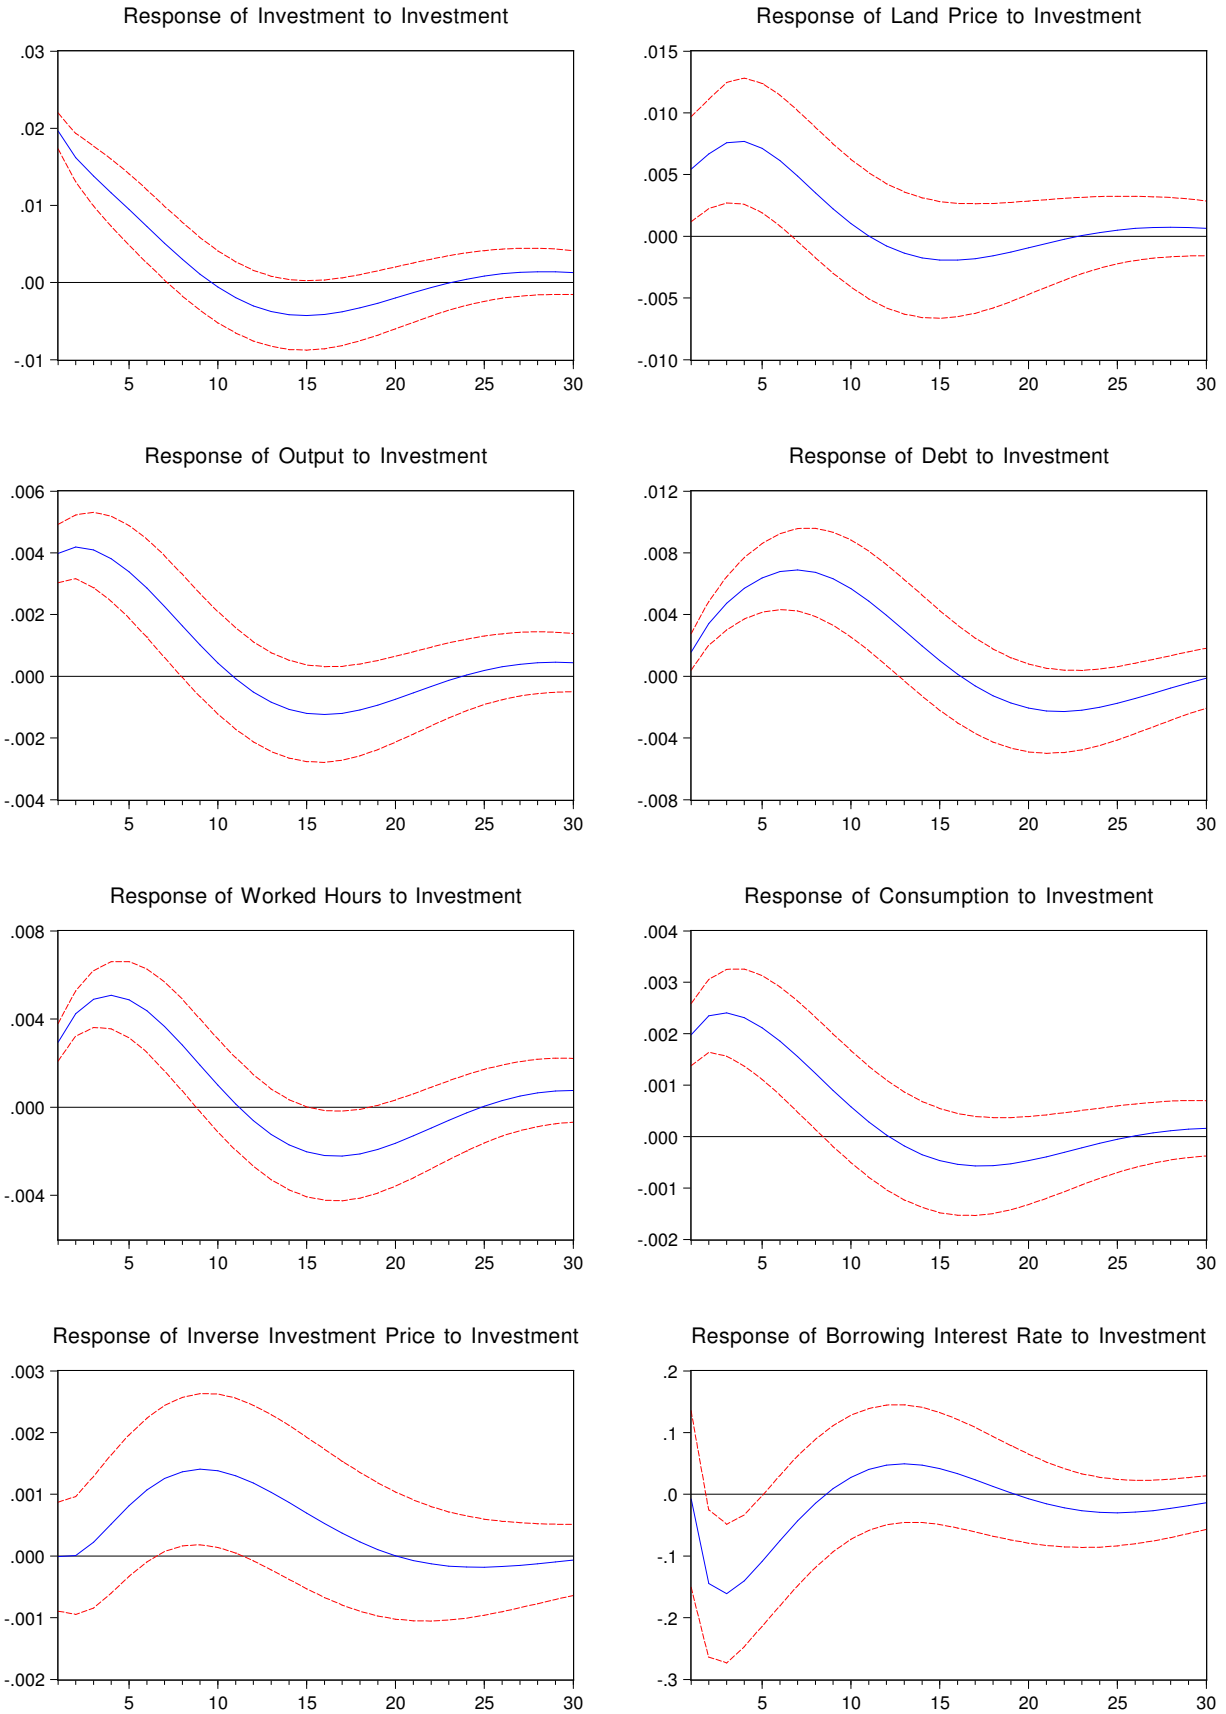 Response of Investment to Investment
.03
.02
.01
.00
-.01
5 10 15 20 25 30
Response of Land Price to Investment
.015
.010
.005
.000
-.005
-.010
5 10 15 20 25 30
Response of Output to Investment
.006
.004
.002
.000
-.002
-.004
5 10 15 20 25 30
Response of Debt to Investment
.012
.008
.004
.000
-.004
-.008
5 10 15 20 25 30
Response of Worked Hours to Investment
.008
.004
.000
-.004
5 10 15 20 25 30
Response of Consumption to Investment
.004
.003
.002
.001
.000
-.001
-.002
5 10 15 20 25 30
Response of Inverse Investment Price to Investment
.003
.002
.001
.000
-.001
-.002
5 10 15 20 25 30
Response of Borrowing Interest Rate to Investment
.2
.1
.0
-.1
-.2
-.3
5 10 15 20 25 30